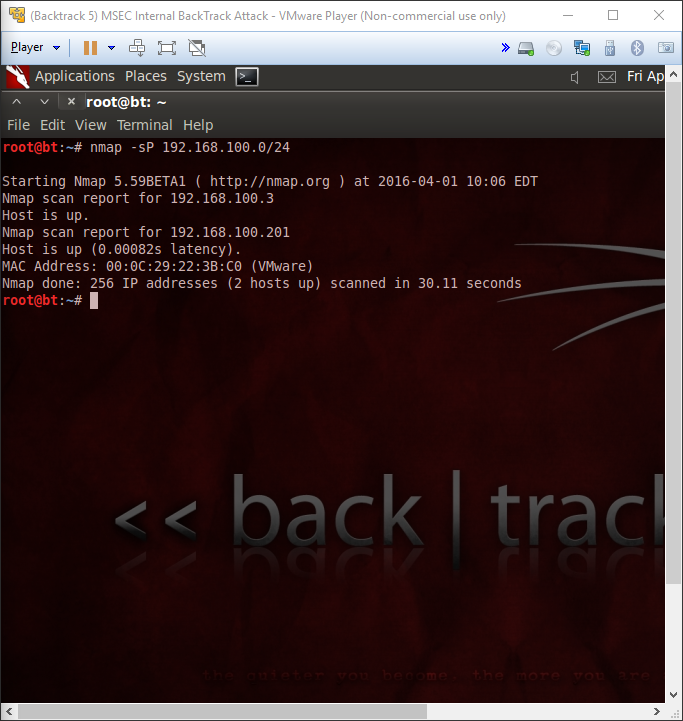 (Backtrack 5) MSEC Internal BackTrack Attack - VMware Player (Non-commercial use only)
Player
Applications Places System Fri Ap
root@bt: ~
File Edit View Terminal Help
root@bt:~# nmap -sP 192.168.100.0/24
Starting Nmap 5.59BETA1 ( http://nmap.org ) at 2016-04-01 10:06 EDT
Nmap scan report for 192.168.100.3
Host is up.
Nmap scan report for 192.168.100.201
Host is up (0.00082s latency).
MAC Address: 00:0C:29:22:3B:C0 (VMware)
Nmap done: 256 IP addresses (2 hosts up) scanned in 30.11 seconds
root@bt:~#
<< back | track
the quieter you become, the more you are